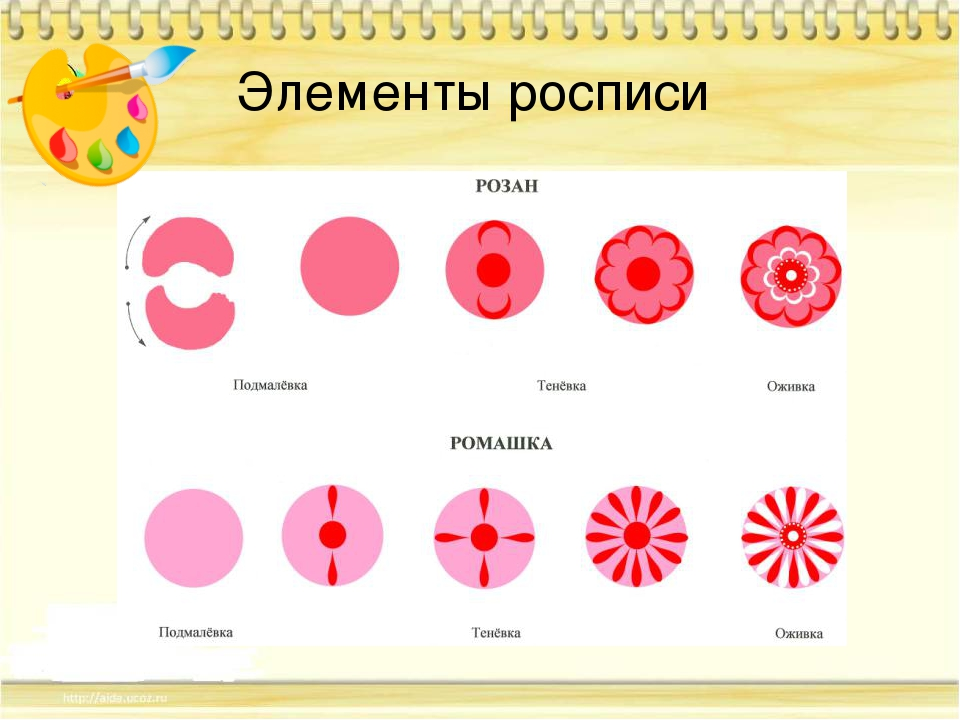 Элементы росписи
РОЗАН
Подмалёвка Тенёвка Оживка
РОМАШКА
Подмалёвка Тенёвка Оживка
http://aida.ucoz.ru